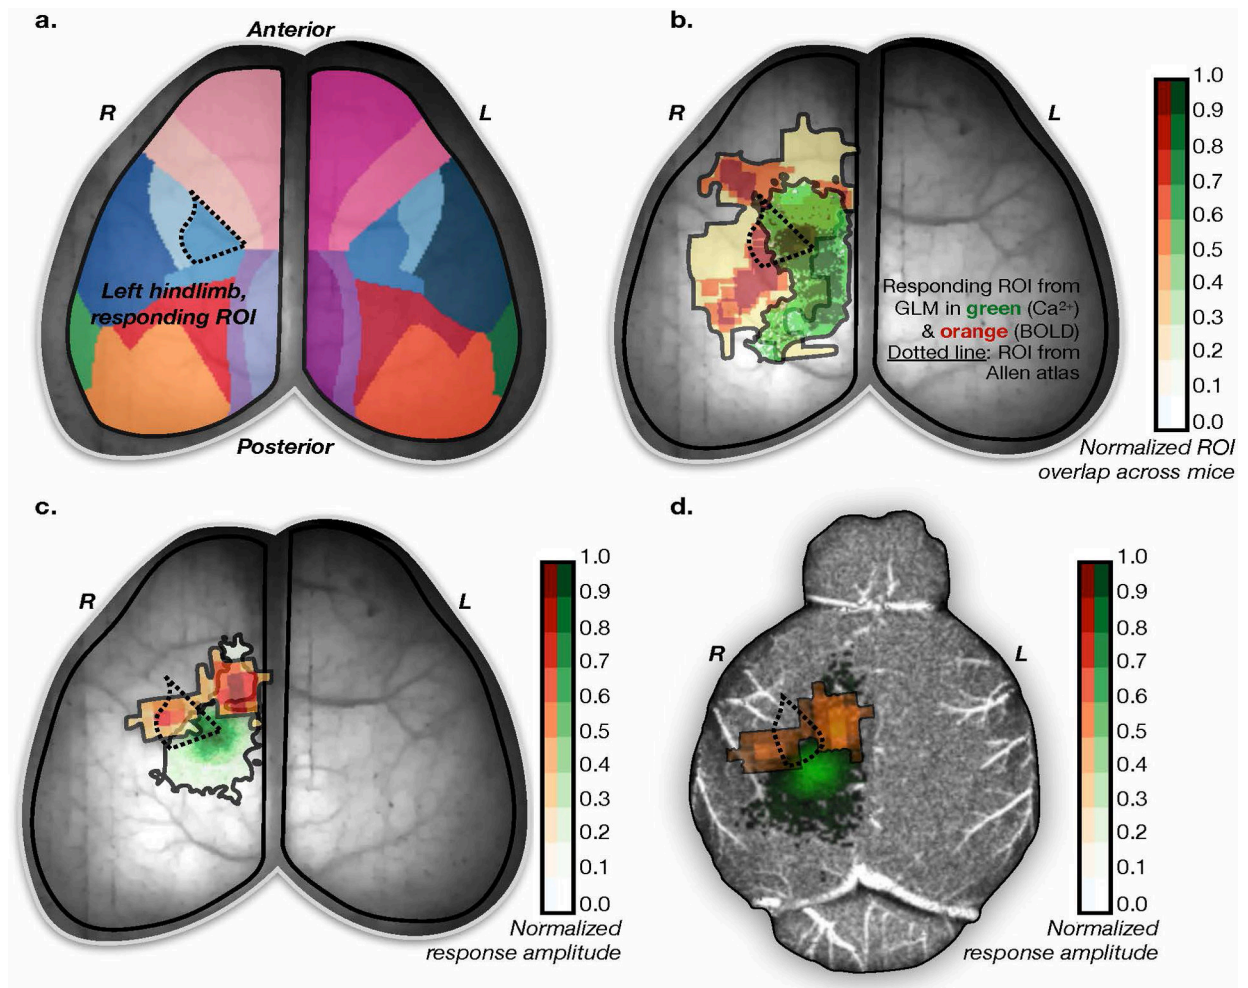 a.
Anterior
R
L
Left hindlimb,
responding ROI
Posterior
b.
R
L
Responding ROI from
GLM in green (Ca²⁺)
& orange (BOLD)
Dotted line: ROI from
Allen atlas
1.0
0.9
0.8
0.7
0.6
0.5
0.4
0.3
0.2
0.1
0.0
Normalized ROI
overlap across mice
c.
R
L
1.0
0.9
0.8
0.7
0.6
0.5
0.4
0.3
0.2
0.1
0.0
Normalized
response amplitude
d.
R
L
1.0
0.9
0.8
0.7
0.6
0.5
0.4
0.3
0.2
0.1
0.0
Normalized
response amplitude